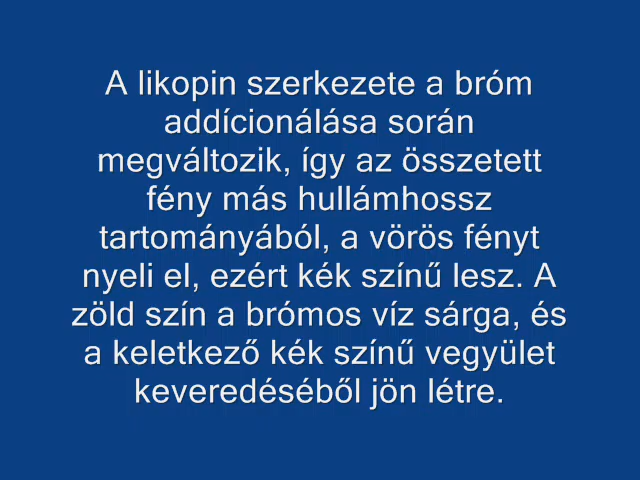 A likopin szerkezete a bróm
addícionálása során
megváltozik, így az összetett
fény más hullámhossz
tartományából, a vörös fényt
nyeli el, ezért kék színű lesz. A
zöld szín a brómos víz sárga, és
a keletkező kék színű vegyület
keveredéséből jön létre.